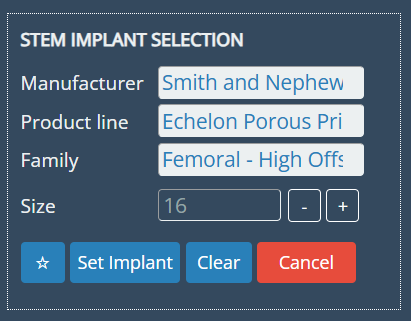 STEM IMPLANT SELECTION
Manufacturer Smith and Nephew
Product line Echelon Porous Pri
Family Femoral - High Offs
Size 16 - +
☆ Set Implant Clear Cancel